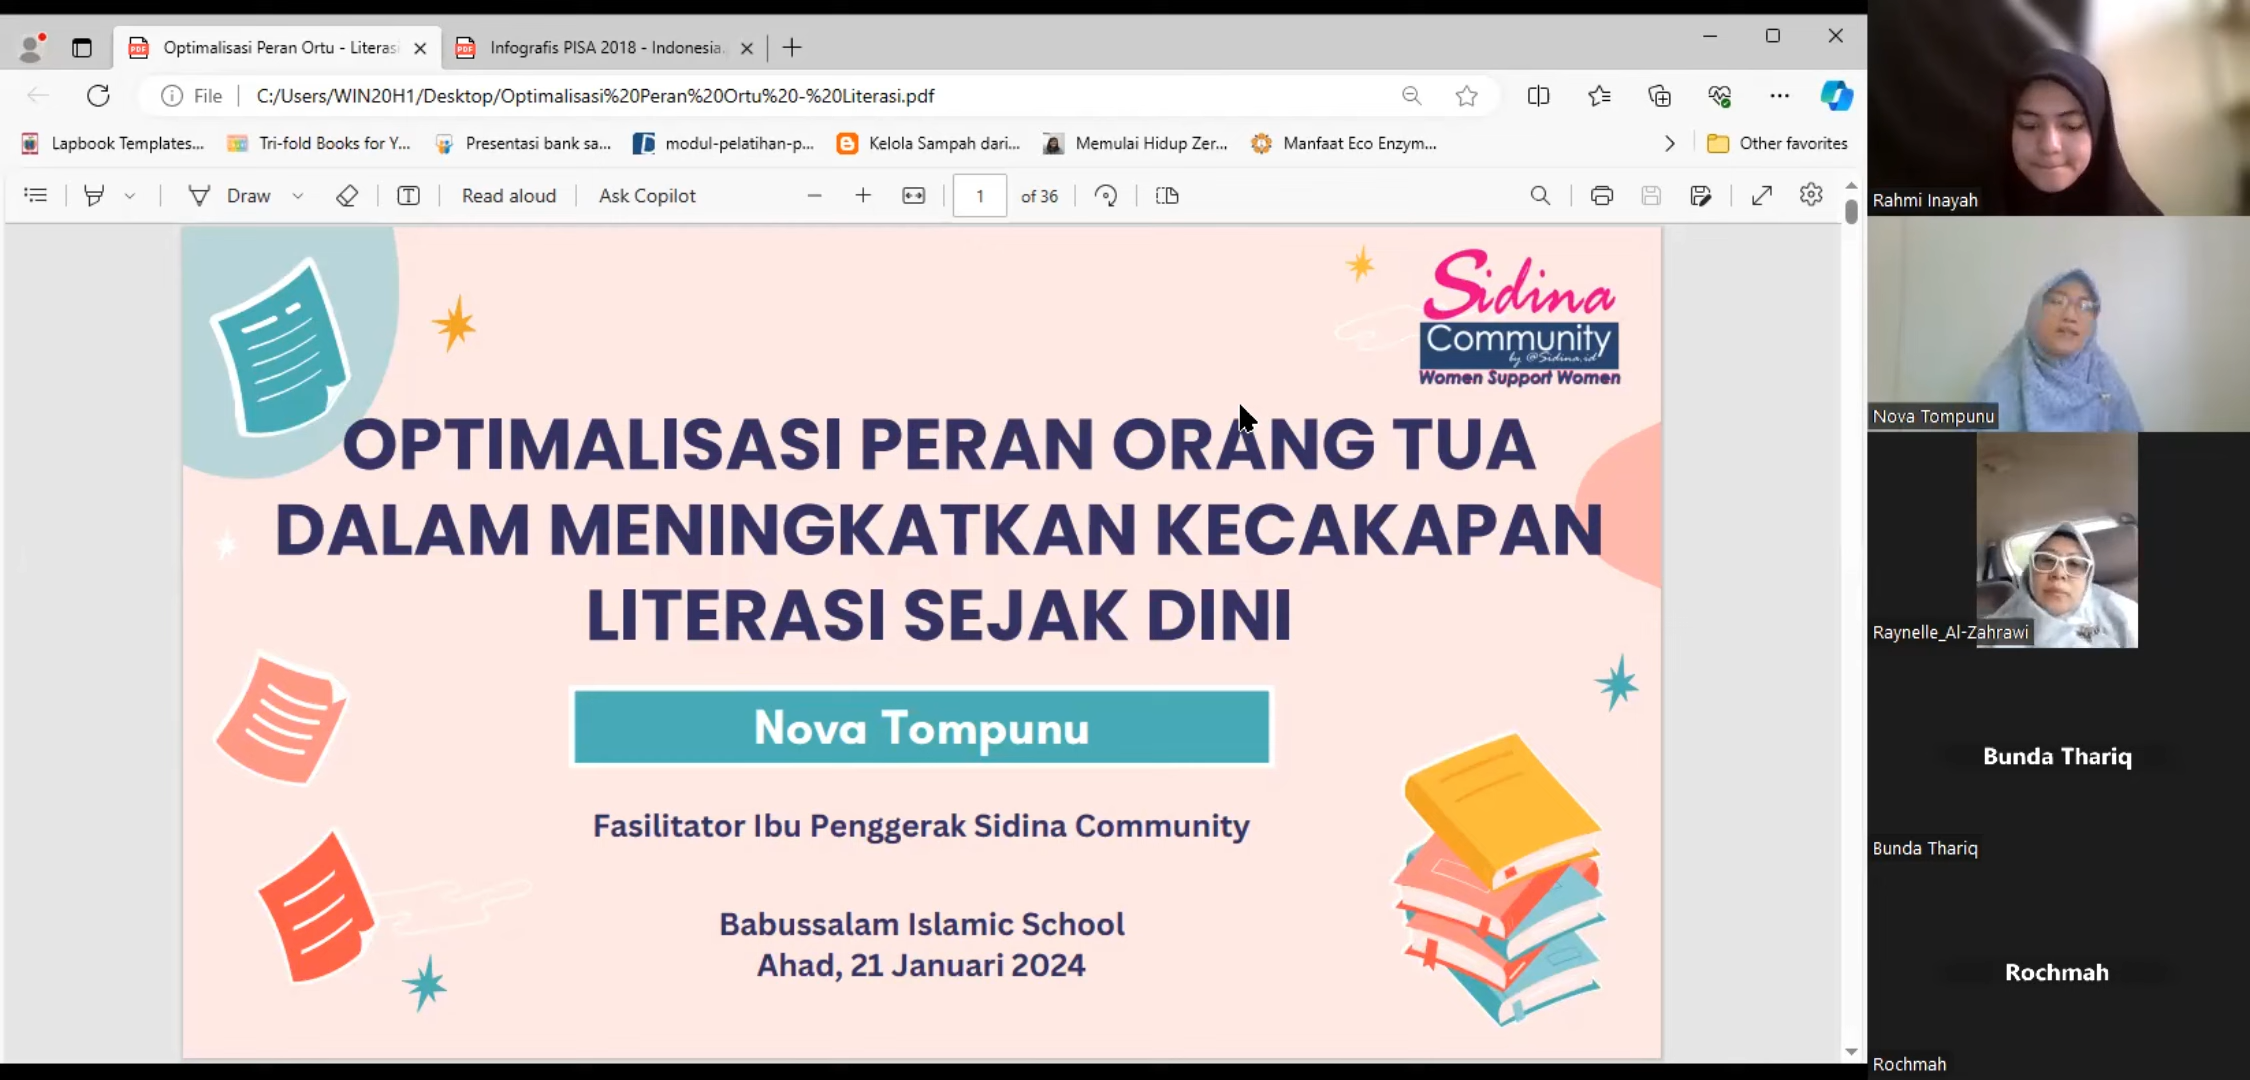 Optimalisasi Peran Ortu - Literasi
Infografis PISA 2018 - Indonesia.
File
C:/Users/WIN20H1/Desktop/Optimalisasi%20Peran%20Ortu%20-%20Literasi.pdf
Lapbook Templates...
Tri-fold Books for Y...
Presentasi bank sa...
modul-pelatihan-p...
Kelola Sampah dari...
Memulai Hidup Zer...
Manfaat Eco Enzym...
Other favorites
Draw
Read aloud
Ask Copilot
1 of 36
Sidina
Community
by @Sidina.id
Women Support Women
OPTIMALISASI PERAN ORANG TUA
DALAM MENINGKATKAN KECAKAPAN
LITERASI SEJAK DINI
Nova Tompunu
Fasilitator Ibu Penggerak Sidina Community
Babussalam Islamic School
Ahad, 21 Januari 2024
Rahmi Inayah
Nova Tompunu
Raynelle_Al-Zahrawi
Bunda Thariq
Bunda Thariq
Rochmah
Rochmah